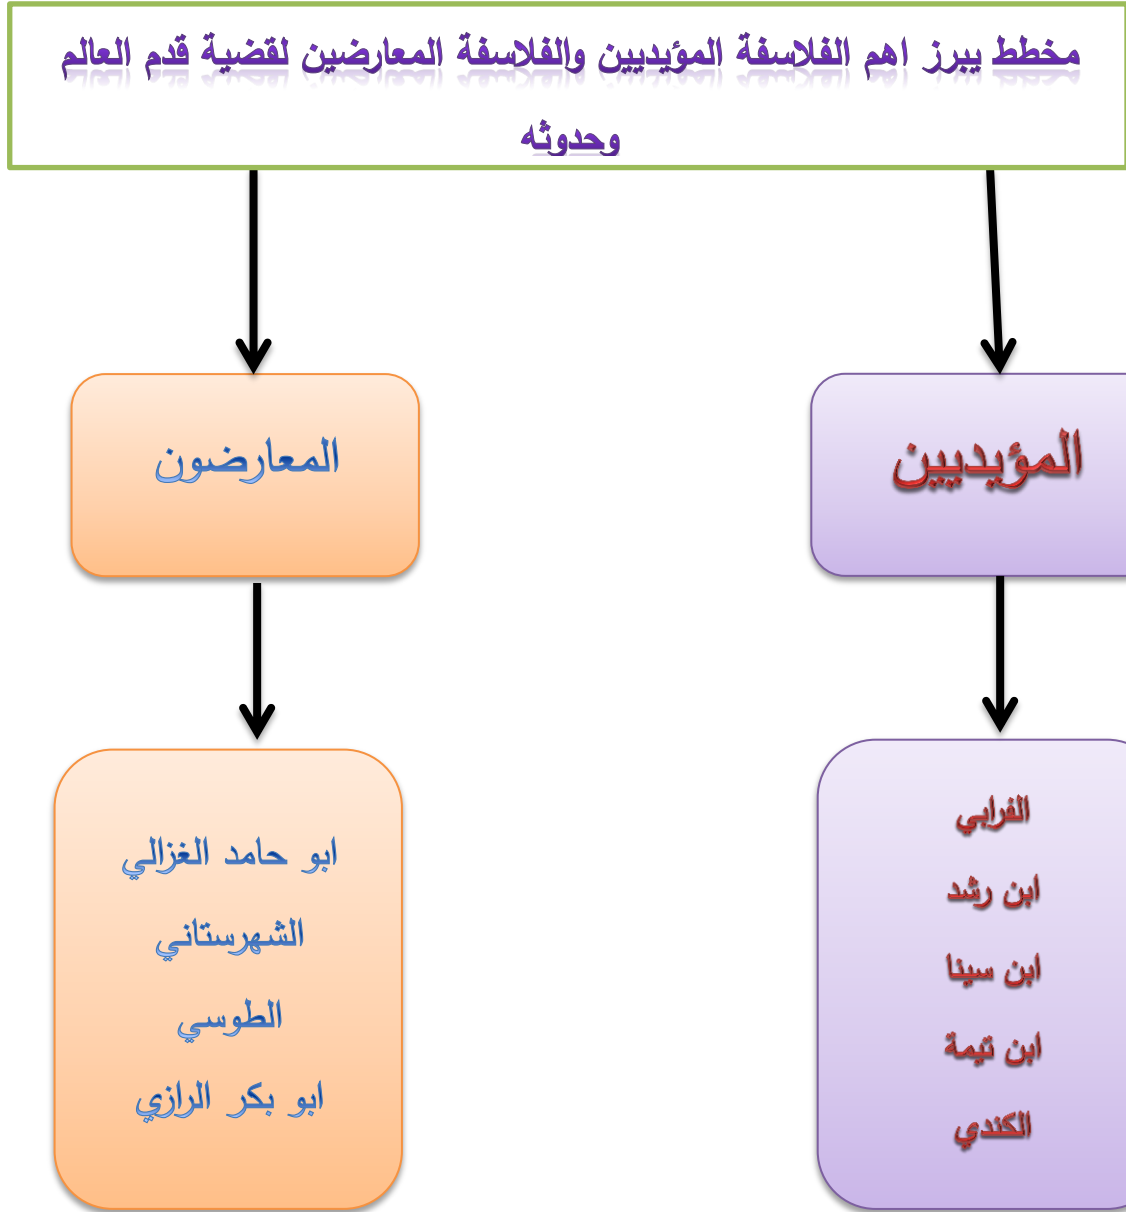 مخطط يبرز اهم الفلاسفة المؤيديين والفلاسفة المعارضين لقضية قدم العالم
وحدوثه
المؤيديين
المعارضون
الفرابي
ابن رشد
ابن سينا
ابن تيمة
الكندي
ابو حامد الغزالي
الشهرستاني
الطوسي
ابو بكر الرازي